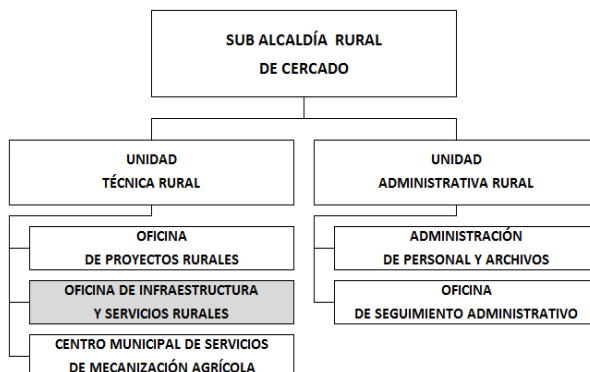 SUB ALCALDÍA RURAL
DE CERCADO
UNIDAD
TÉCNICA RURAL
OFICINA
DE PROYECTOS RURALES
OFICINA DE INFRAESTRUCTURA
Y SERVICIOS RURALES
CENTRO MUNICIPAL DE SERVICIOS
DE MECANIZACIÓN AGRÍCOLA
UNIDAD
ADMINISTRATIVA RURAL
ADMINISTRACIÓN
DE PERSONAL Y ARCHIVOS
OFICINA
DE SEGUIMIENTO ADMINISTRATIVO